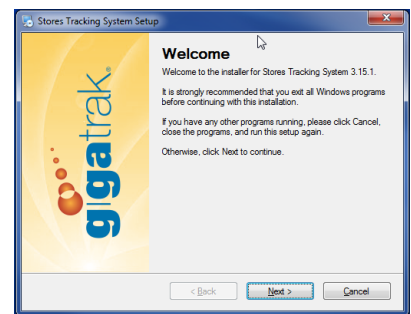 Stores Tracking System Setup
gigatrak.
Welcome
Welcome to the installer for Stores Tracking System 3.15.1.
It is strongly recommended that you exit all Windows programs
before continuing with this installation.
If you have any other programs running, please click Cancel,
close the programs, and run this setup again.
Otherwise, click Next to continue.
< Back
Next >
Cancel